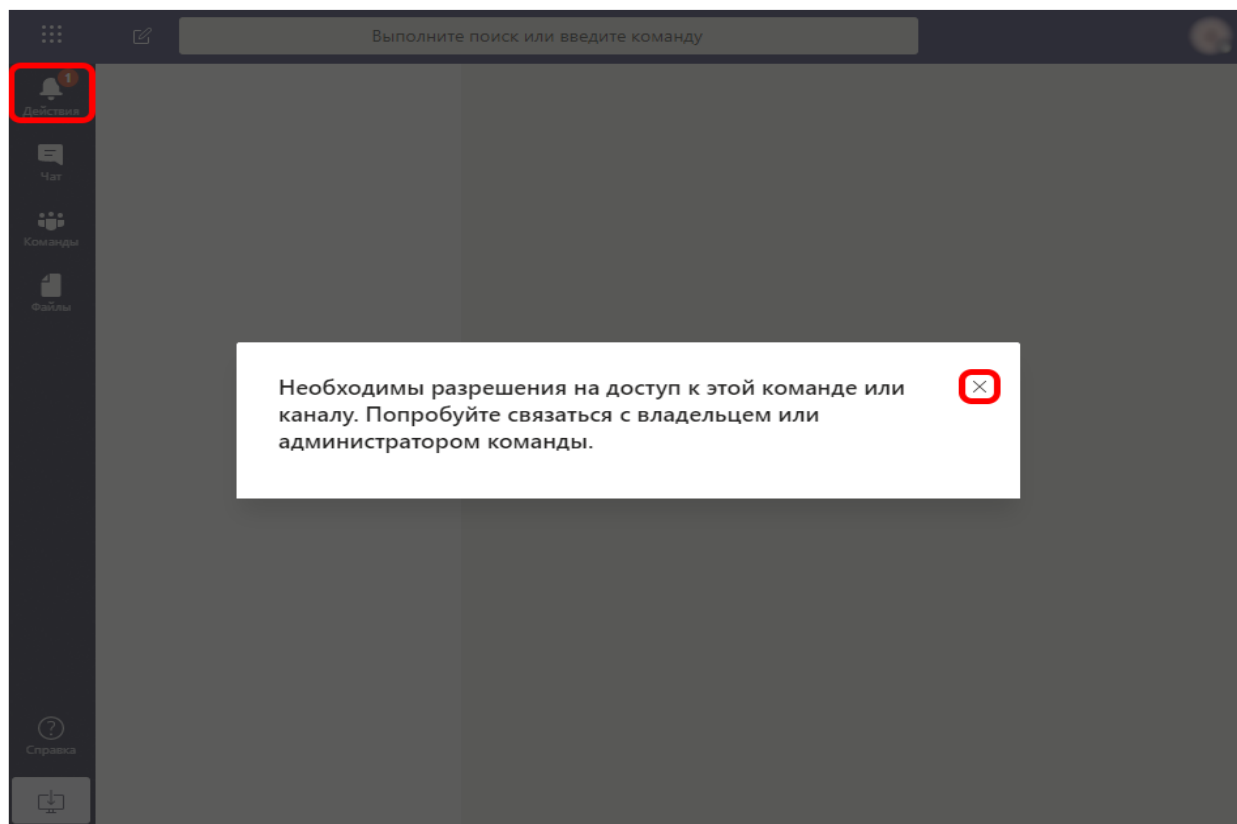 Выполните поиск или введите команду
1
Действия
Чат
Команды
Файлы
Необходимы разрешения на доступ к этой команде или
каналу. Попробуйте связаться с владельцем или
администратором команды.
Справка